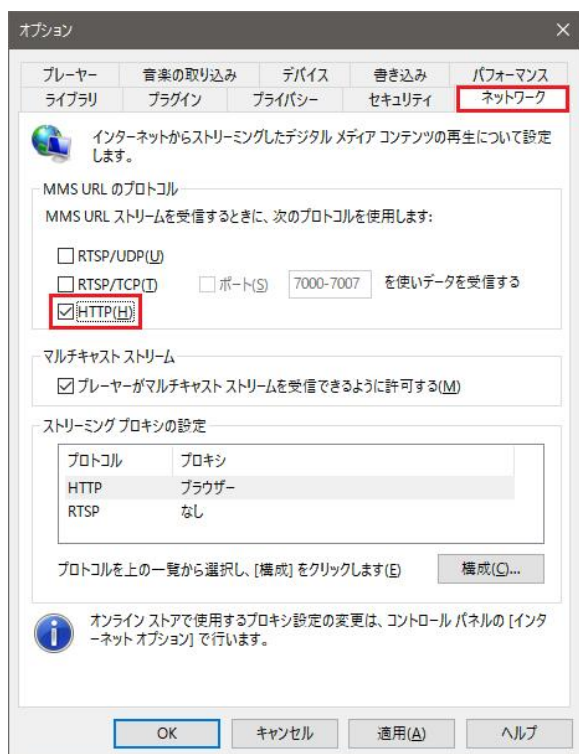 オプション
プレーヤー 音楽の取り込み デバイス 書き込み パフォーマンス
ライブラリ プラグイン プライバシー セキュリティ ネットワーク
インターネットからストリーミングしたデジタル メディア コンテンツの再生について設定
します。
MMS URL のプロトコル
MMS URL ストリームを受信するときに、次のプロトコルを使用します:
RTSP/UDP(U)
RTSP/TCP(T) ポート(S) 7000-7007 を使いデータを受信する
HTTP(H)
マルチキャスト ストリーム
プレーヤーがマルチキャスト ストリームを受信できるように許可する(M)
ストリーミング プロキシの設定
プロトコル プロキシ
HTTP ブラウザー
RTSP なし
プロトコルを上の一覧から選択し、[構成] をクリックします(E) 構成(C)...
オンライン ストアで使用するプロキシ設定の変更は、コントロール パネルの [インタ
ーネット オプション] で行います。
OK キャンセル 適用(A) ヘルプ